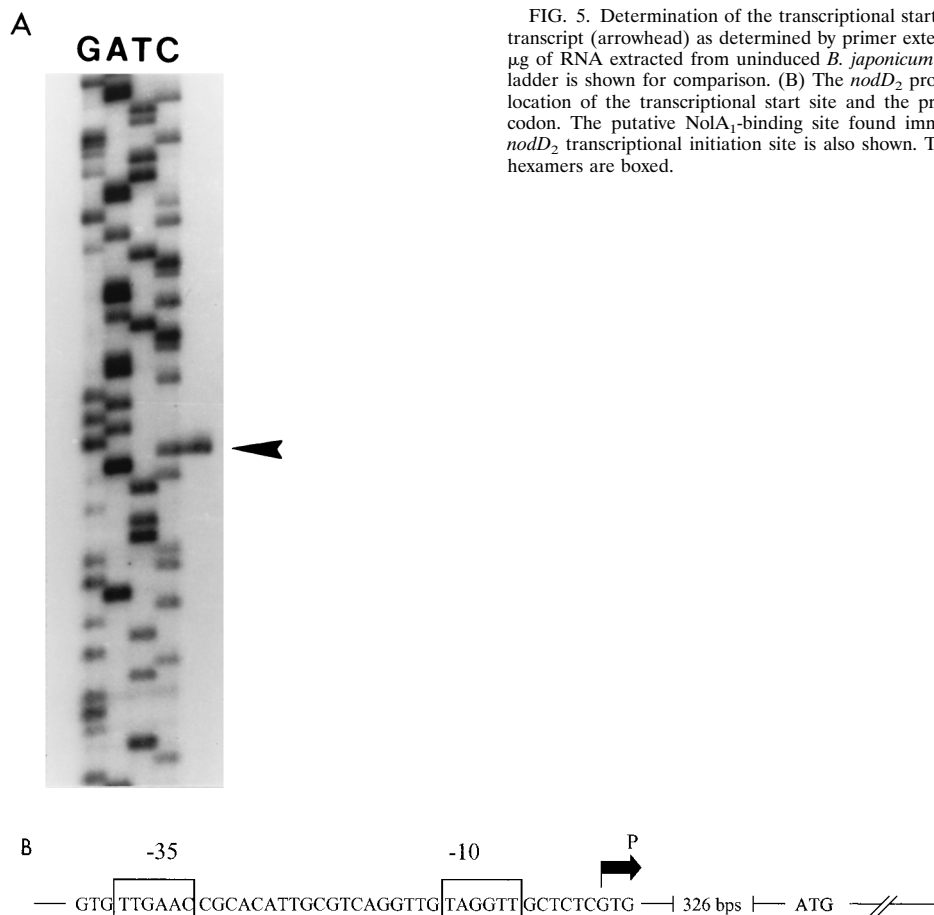 A
GATC
FIG. 5. Determination of the transcriptional start
transcript (arrowhead) as determined by primer exte
μg of RNA extracted from uninduced B. japonicum
ladder is shown for comparison. (B) The nodD2 pro
location of the transcriptional start site and the pr
codon. The putative NolA1-binding site found imn
nodD2 transcriptional initiation site is also shown. T
hexamers are boxed.
B
-35 -10 P
GTG TTGAAC CGCACATTGCGTCAGGTTG TAGGTT GCTCTCGTG 326 bps ATG